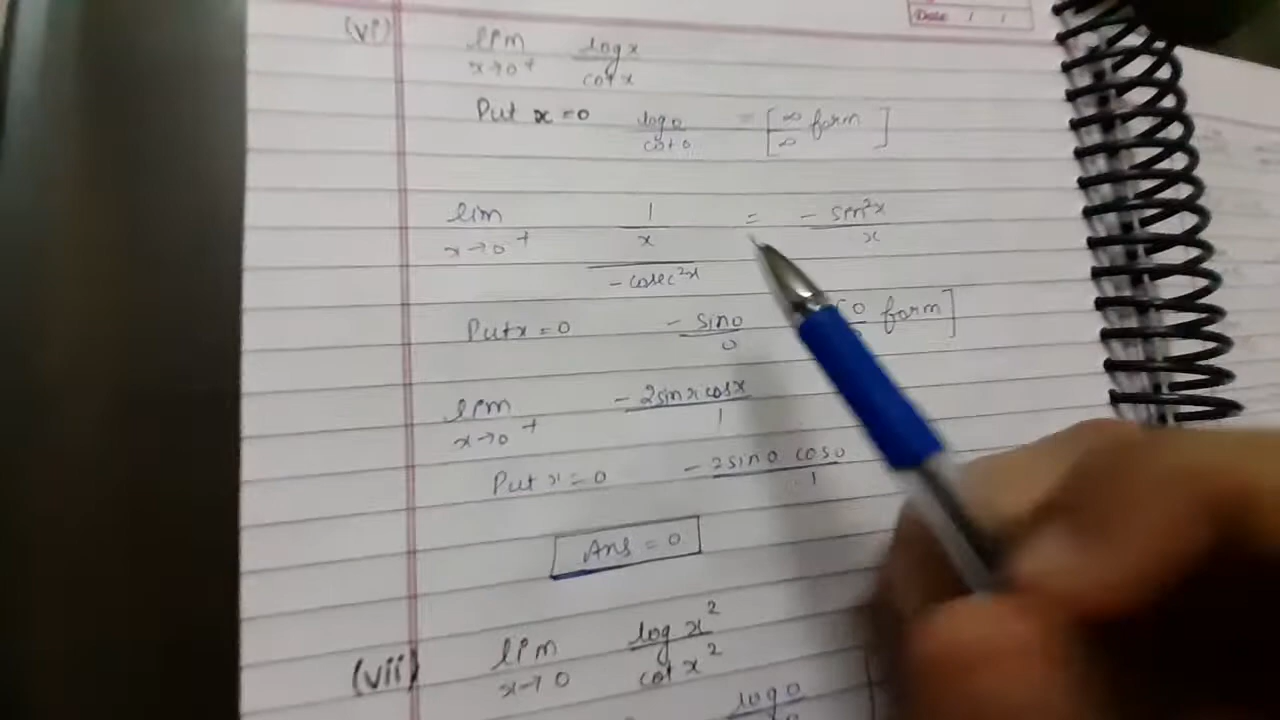 Date / /
(vi) lim x→0+ log x / cot x
Put x = 0 log 0 / cot 0 = [∞/∞ form]
lim x→0+ 1/x / -cosec²x = - sin²x / x
Put x = 0 - sin 0 / 0 [0 form]
lim x→0+ - 2 sin x cos x / 1
Put x = 0 - 2 sin 0 cos 0 / 1
Ans = 0
(vii) lim x→0 log x² / cot x²
log 0